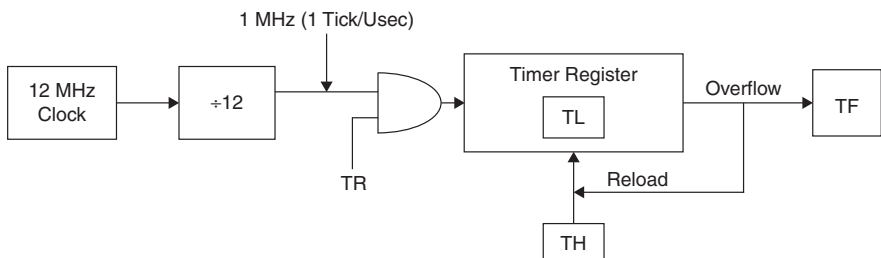 1 MHz (1 Tick/Usec)
12 MHz
Clock
÷12
Timer Register
TL
Overflow
TF
TR
Reload
TH